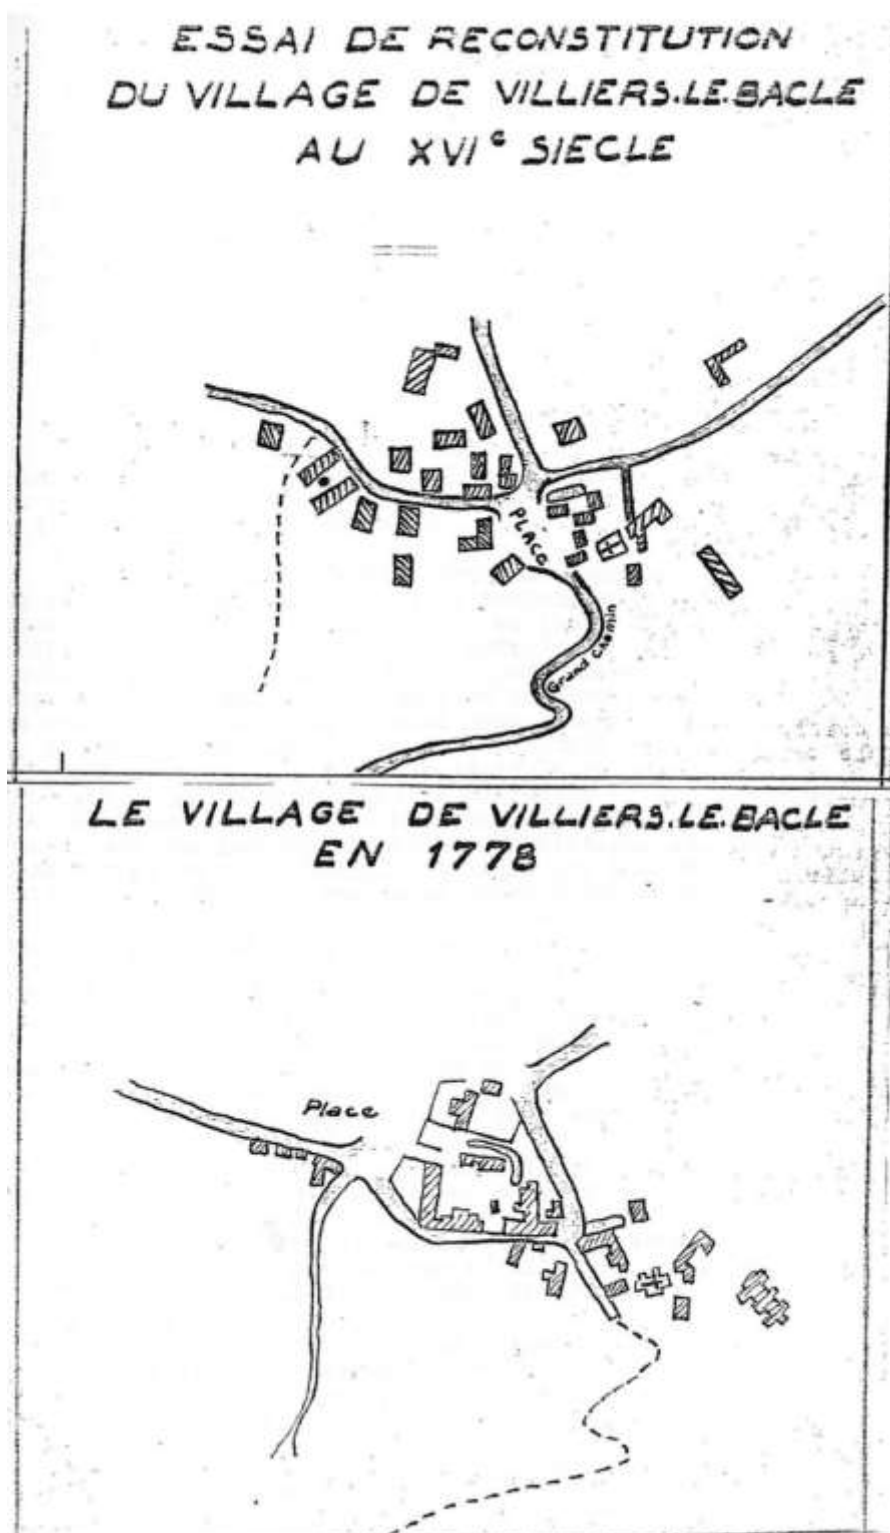 ESSAI DE RECONSTITUTION
DU VILLAGE DE VILLIERS.LE.BACLE
AU XVIe SIECLE
PLACE
Grand Chemin
LE VILLAGE DE VILLIERS.LE.BACLE
EN 1778
Place